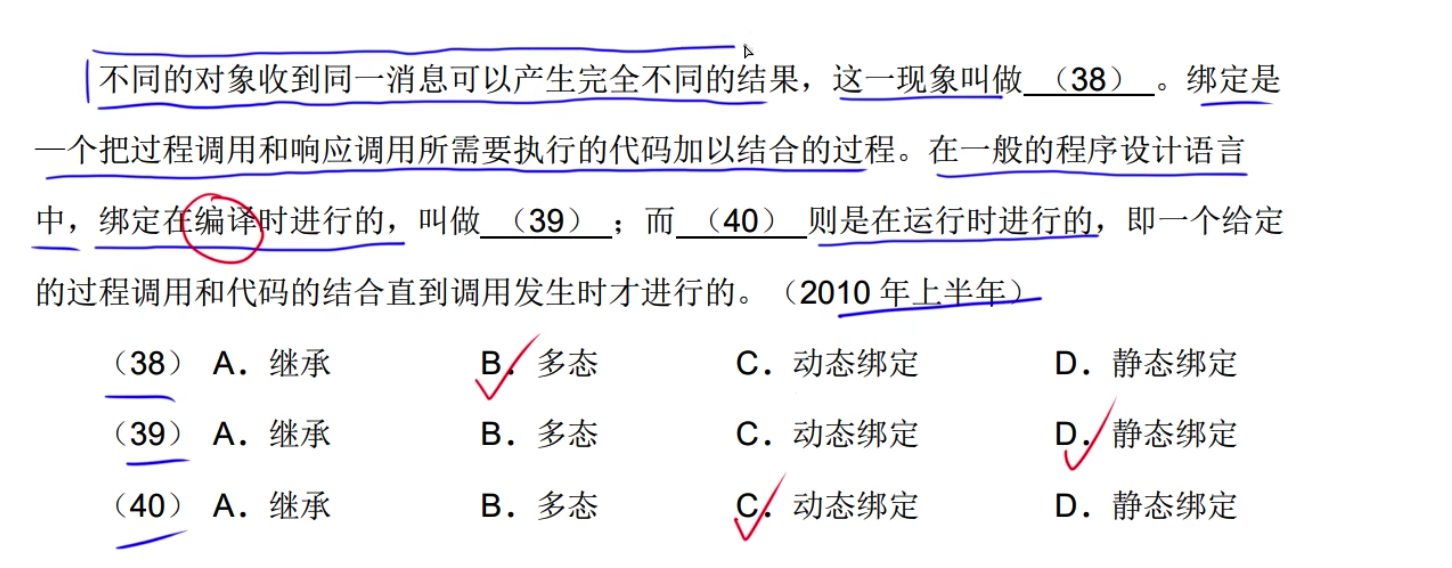 不同的对象收到同一消息可以产生完全不同的结果，这一现象叫做 （38） 。绑定是
一个把过程调用和响应调用所需要执行的代码加以结合的过程。在一般的程序设计语言
中，绑定在编译时进行的，叫做 （39） ；而 （40） 则是在运行时进行的，即一个给定
的过程调用和代码的结合直到调用发生时才进行的。（2010 年上半年）
（38） A．继承 B．多态 C．动态绑定 D．静态绑定
（39） A．继承 B．多态 C．动态绑定 D．静态绑定
（40） A．继承 B．多态 C．动态绑定 D．静态绑定